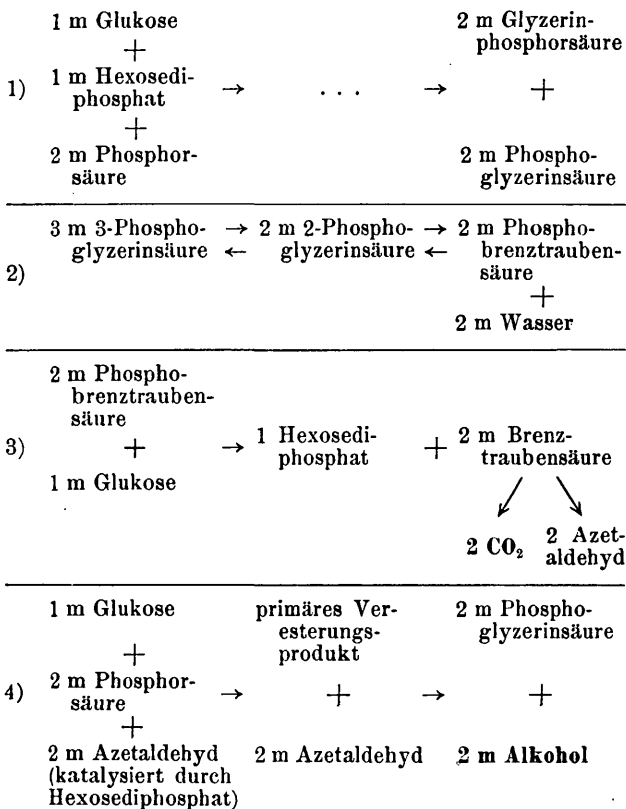 1 m Glukose 2 m Glyzerin-
+ phosphorsäure
1) 1 m Hexosedi- → . . . → +
phosphat
+
2 m Phosphor- 2 m Phospho-
säure glyzerinsäure
3 m 3-Phospho- → 2 m 2-Phospho- → 2 m Phospho-
glyzerinsäure ← glyzerinsäure ← brenztrauben-
2) säure
+
2 m Wasser
2 m Phospho-
brenztrauben-
säure
3) + → 1 Hexosedi- + 2 m Brenz-
phosphat traubensäure
1 m Glukose
2 CO₂ 2 Azet-
aldehyd
1 m Glukose primäres Ver- 2 m Phospho-
esterungs- glyzerinsäure
+ produkt
4) 2 m Phosphor- → + → +
säure
+
2 m Azetaldehyd 2 m Azetaldehyd 2 m Alkohol
(katalysiert durch
Hexosediphosphat)